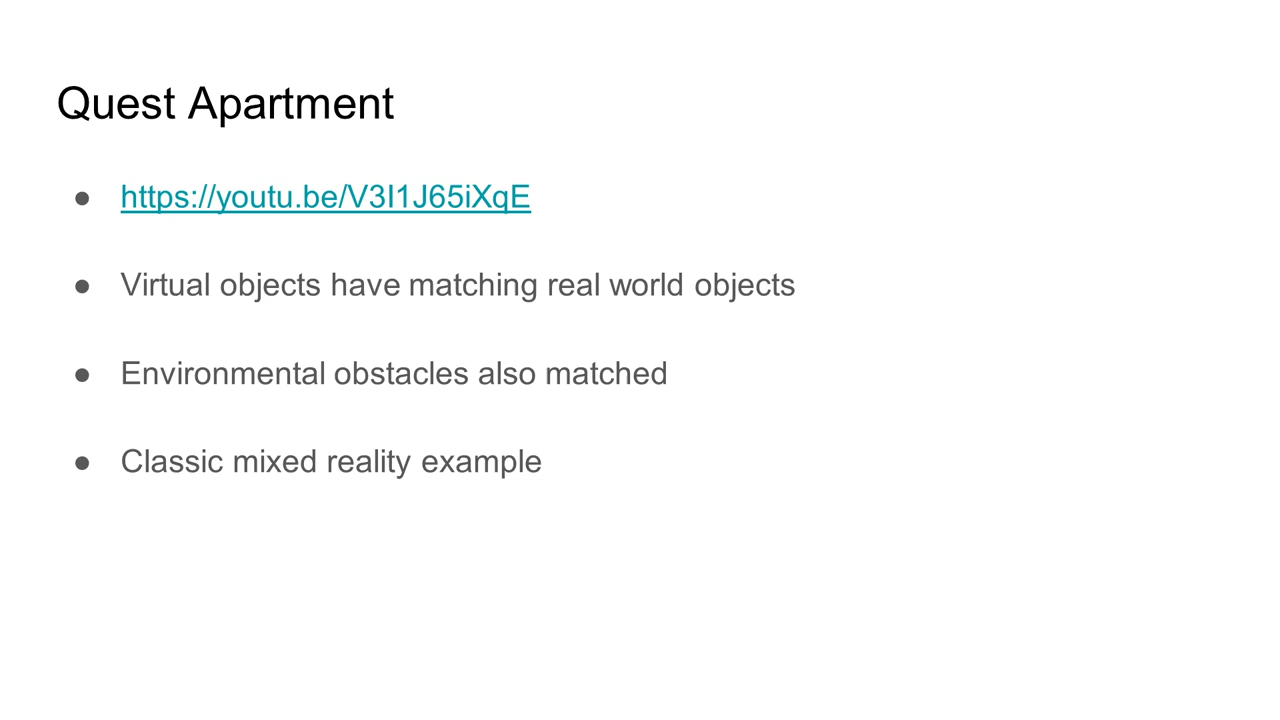 Quest Apartment
● https://youtu.be/V3I1J65iXqE
● Virtual objects have matching real world objects
● Environmental obstacles also matched
● Classic mixed reality example